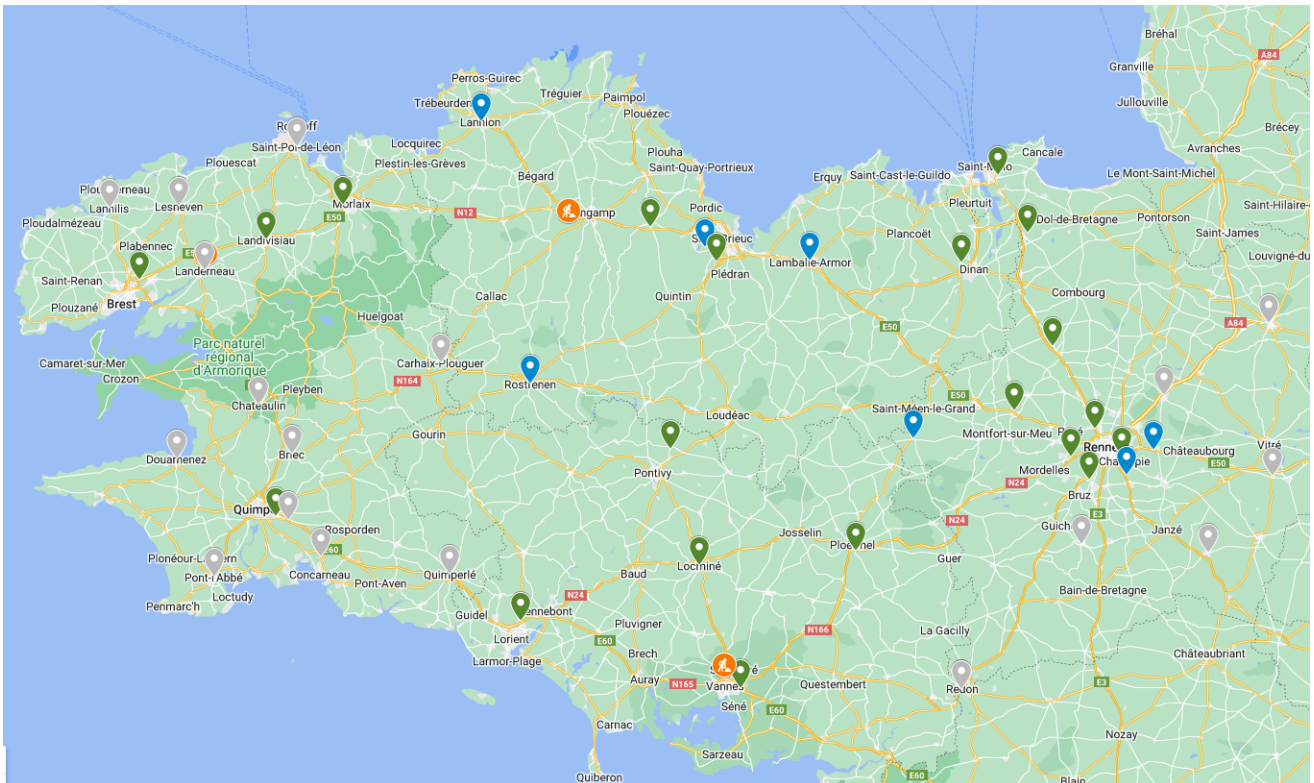 Bréhal
Granville
A84
Perros-Guirec
Trébeurden
Tréguier
Paimpol
Jullouville
Lannion
Plouézec
Brécey
Saint-Pol-de-Léon
Locquirec
Plouha
Cancale
Avranches
Plouescat
Plestin-les-Grèves
Saint-Quay-Portrieux
Le Mont-Saint-Michel
Bégard
Erquy
Saint-Cast-le-Guildo
Lannilis
Lesneven
Morlaix
Pleurtuit
Saint-Hilaire-
Ploudalmézeau
E50
N12
Pordic
Dol-de-Bretagne
Pontorson
Landivisiau
Plancoët
Saint-James
Plabennec
Louvigné-du
Landerneau
Plédran
Lamballe-Armor
Dinan
Saint-Renan
Callac
Quintin
Combourg
Brest
Plouzané
Huelgoat
E50
A84
Parc naturel
régional
d'Armorique
Camaret-sur-Mer
Carhaix-Plouguer
Crozon
N164
Rostrenen
Pleyben
Châteaulin
E50
Loudéac
Saint-Méen-le-Grand
Gourin
Montfort-sur-Meu
Rennes
Châteaubourg
Vitré
Briec
Douarnenez
E50
Pontivy
Mordelles
N24
Bruz
Quimper
E3
N24
Rosporden
Josselin
Janzé
Ploërmel
Guer
Concarneau
Locminé
Quimperlé
Baud
Pont-l'Abbé
Pont-Aven
Bain-de-Bretagne
N24
Loctudy
Penmarc'h
Guidel
Pluvigner
N166
La Gacilly
Lorient
E60
Larmor-Plage
Brech
Châteaubriant
Auray
N165
Vannes
Questembert
E3
Redon
Séné
E60
Carnac
Nozay
Sarzeau
Quiberon
E60
Blain